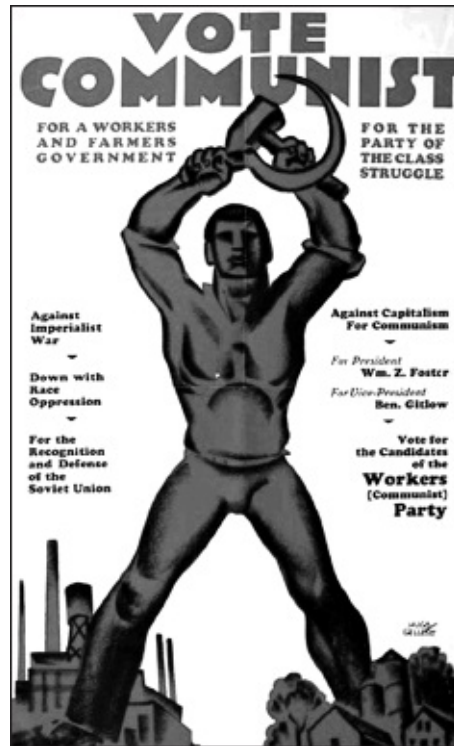 VOTE
COMMUNIST
FOR A WORKERS
AND FARMERS
GOVERNMENT
FOR THE
PARTY OF
THE CLASS
STRUGGLE
Against
Imperialist
War
Down with
Race
Oppression
For the
Recognition
and Defense
of the
Soviet Union
Against Capitalism
For Communism
For President
Wm. Z. Foster
For Vice-President
Ben. Gitlow
Vote for
the Candidates
of the
Workers
(Communist)
Party